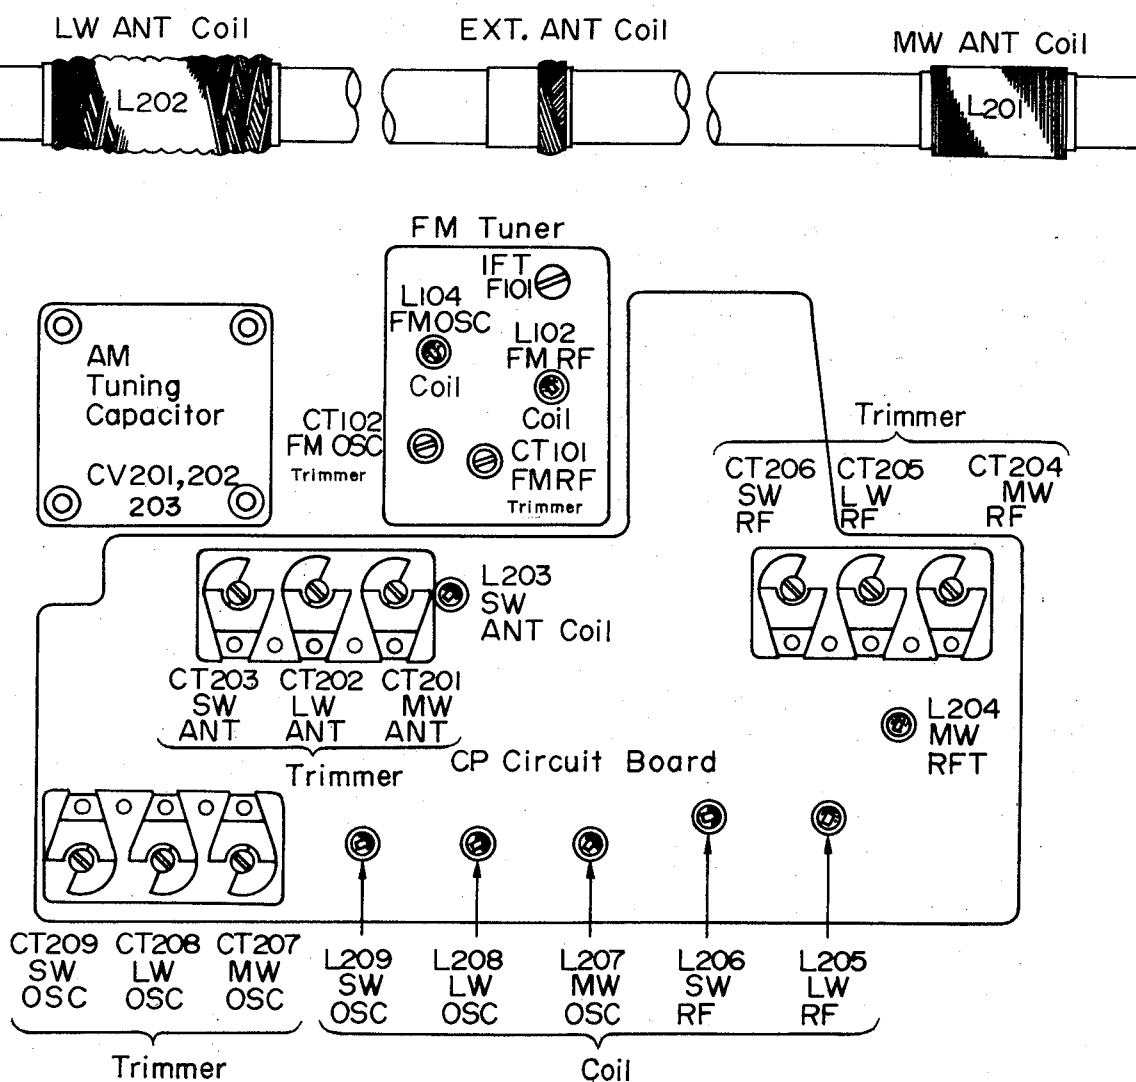 LW ANT Coil
EXT. ANT Coil
MW ANT Coil
L202
L201
FM Tuner
IFT
F101
L104
FM OSC
Coil
L102
FM RF
Coil
AM
Tuning
Capacitor
CV201,202
203
CT102
FM OSC
Trimmer
CT101
FM RF
Trimmer
Trimmer
CT206
SW
RF
CT205
LW
RF
CT204
MW
RF
L203
SW
ANT Coil
CT203
SW
ANT
CT202
LW
ANT
CT201
MW
ANT
Trimmer
CP Circuit Board
L204
MW
RFT
CT209
SW
OSC
CT208
LW
OSC
CT207
MW
OSC
Trimmer
L209
SW
OSC
L208
LW
OSC
L207
MW
OSC
L206
SW
RF
L205
LW
RF
Coil